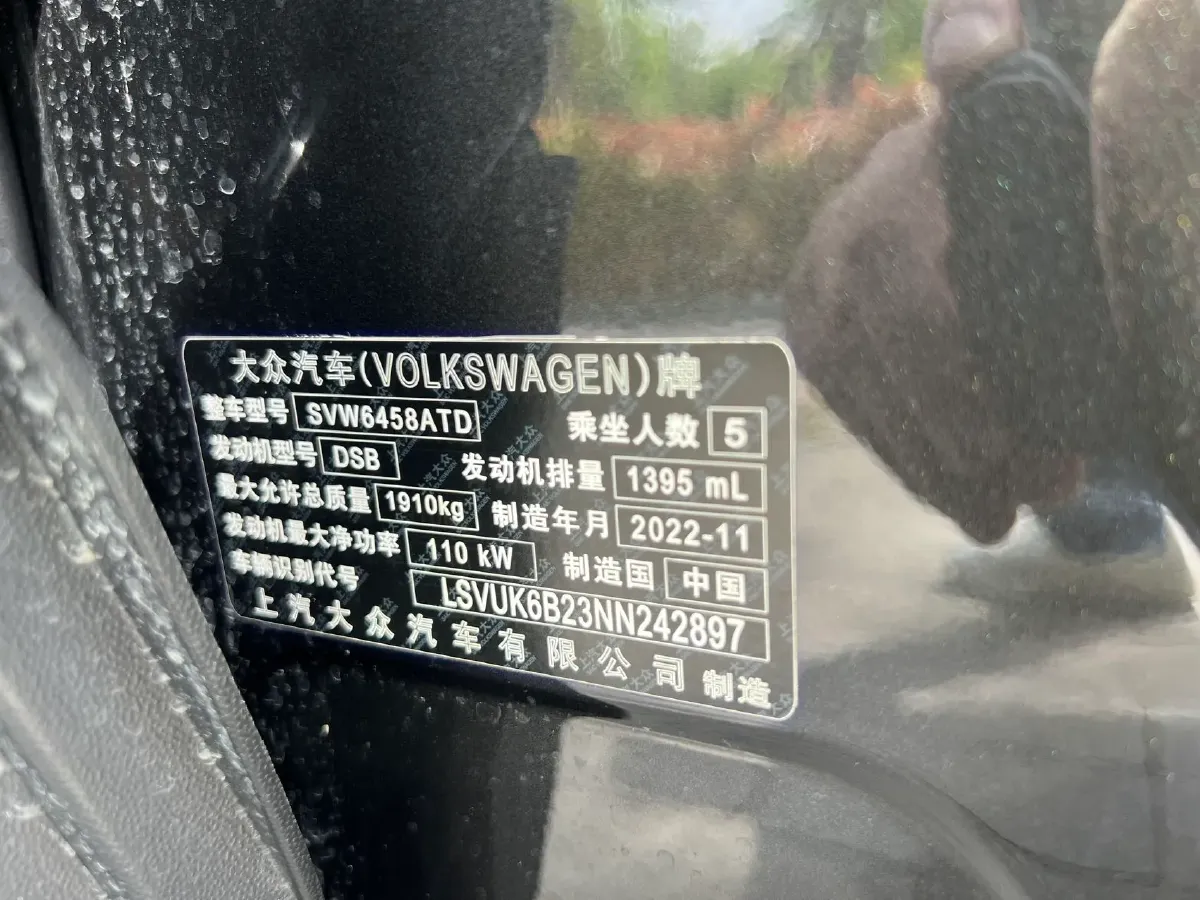 大众汽车(VOLKSWAGEN)牌
整车型号 SVW6458ATD 乘坐人数 5
发动机型号 DSB 发动机排量 1395 mL
最大允许总质量 1910kg 制造年月 2022-11
发动机最大净功率 110 kW 制造国 中国
车辆识别代号 LSVUK6B23NN242897
上汽大众汽车有限公司 制造